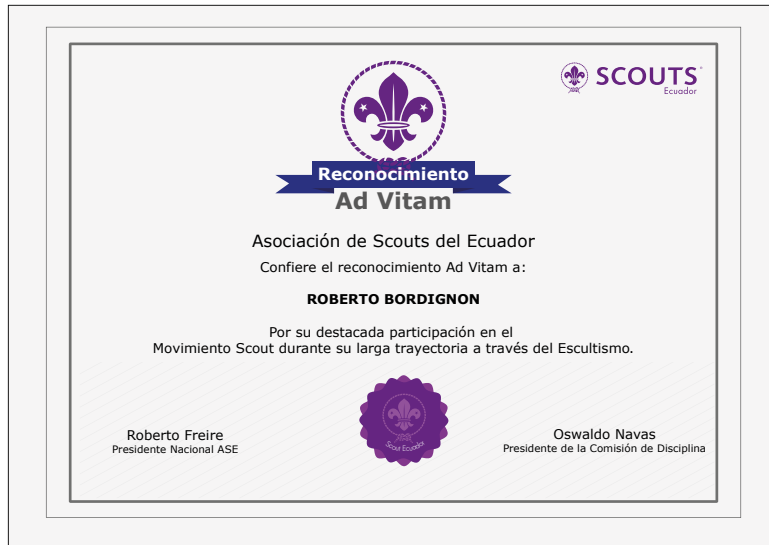 SCOUTS
Ecuador
Reconocimiento
Ad Vitam
Asociación de Scouts del Ecuador
Confiere el reconocimiento Ad Vitam a:
ROBERTO BORDIGNON
Por su destacada participación en el
Movimiento Scout durante su larga trayectoria a través del Escultismo.
Scout Ecuador
Roberto Freire
Presidente Nacional ASE
Oswaldo Navas
Presidente de la Comisión de Disciplina